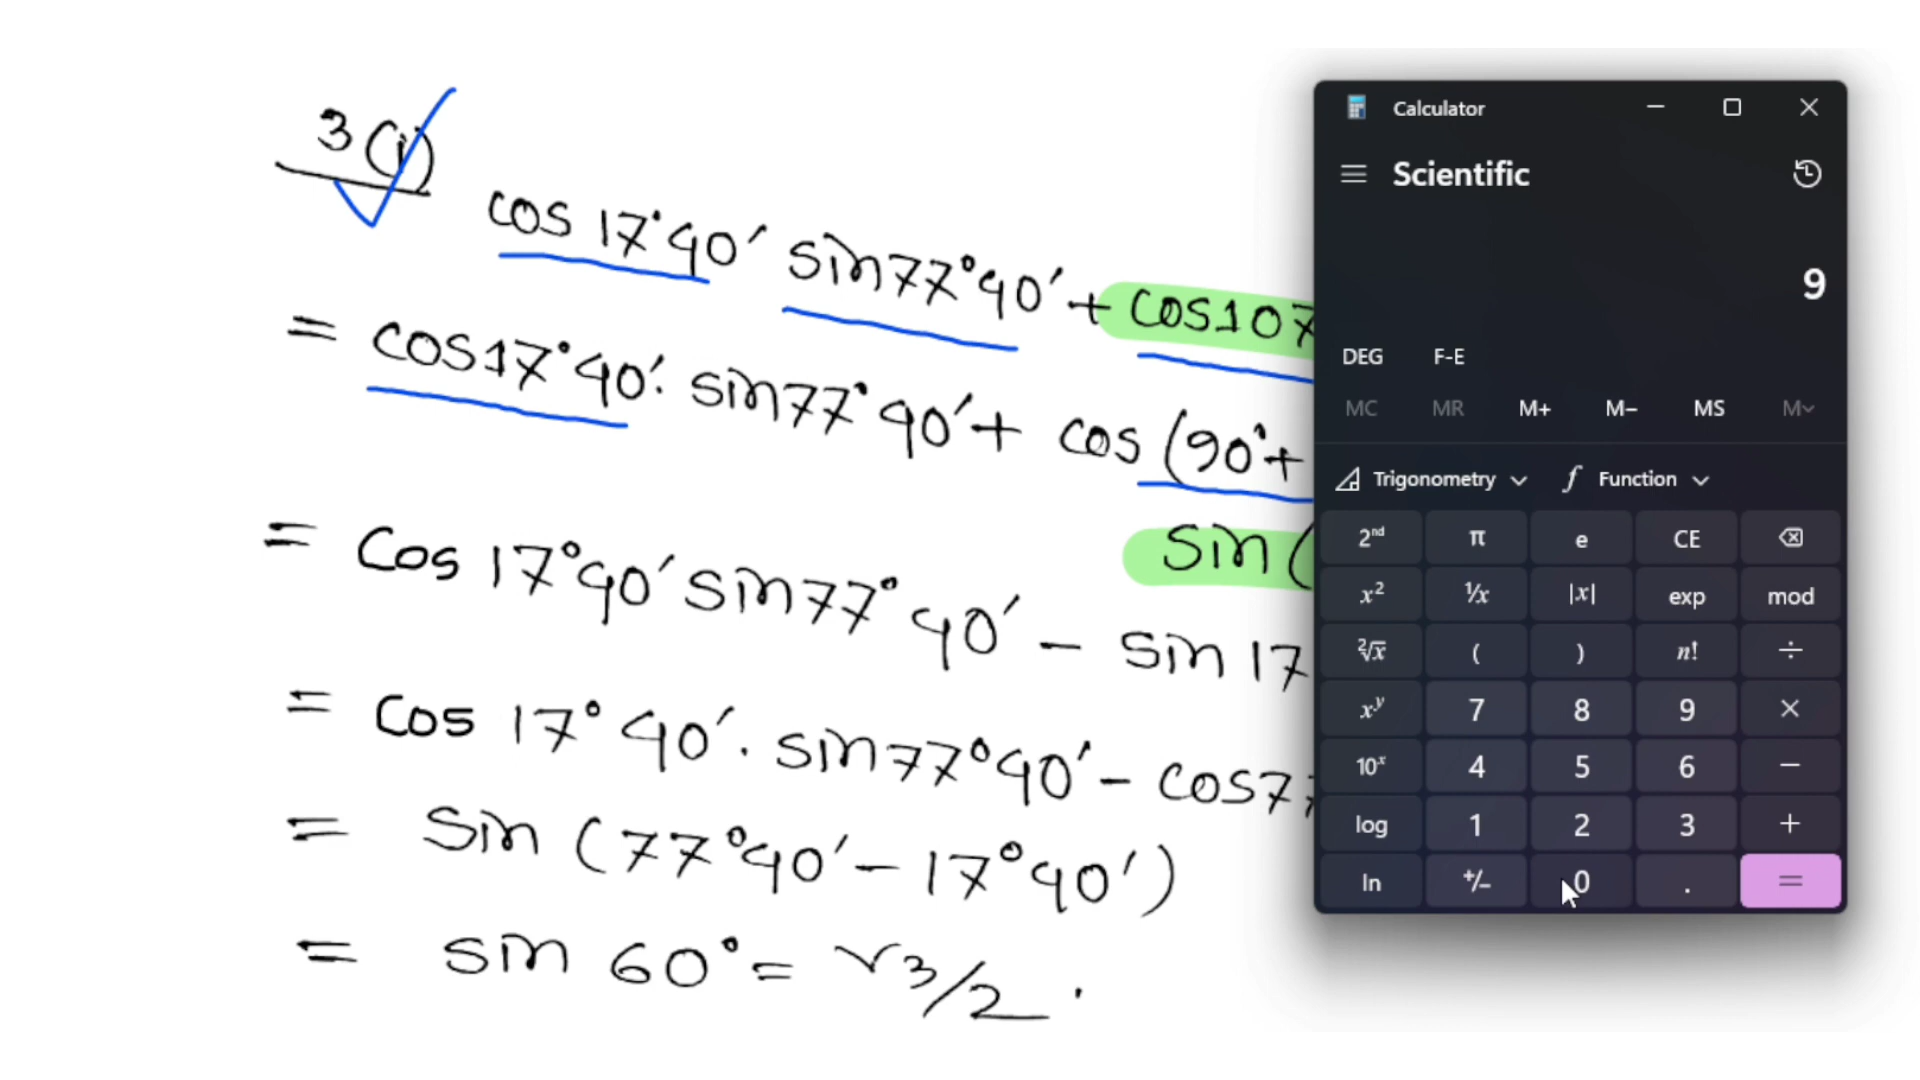 3 (i)
cos 17°40′ sin77°40′ + cos107
= cos17°40′. sin77°40′ + cos (90°+
sin (
= Cos 17°40′ sin77°40′ − sin 17
= cos 17°40′. sin77°40′ − cos77
= sin (77°40′ − 17°40′)
= sin 60° = √3/2 .
Calculator
Scientific
9
DEG F-E
MC MR M+ M− MS M˅
Trigonometry f Function
2ⁿᵈ π e CE
x² ¹/x |x| exp mod
²√x ( ) n! ÷
xʸ 7 8 9 ×
10ˣ 4 5 6 −
log 1 2 3 +
ln +/− 0 . =